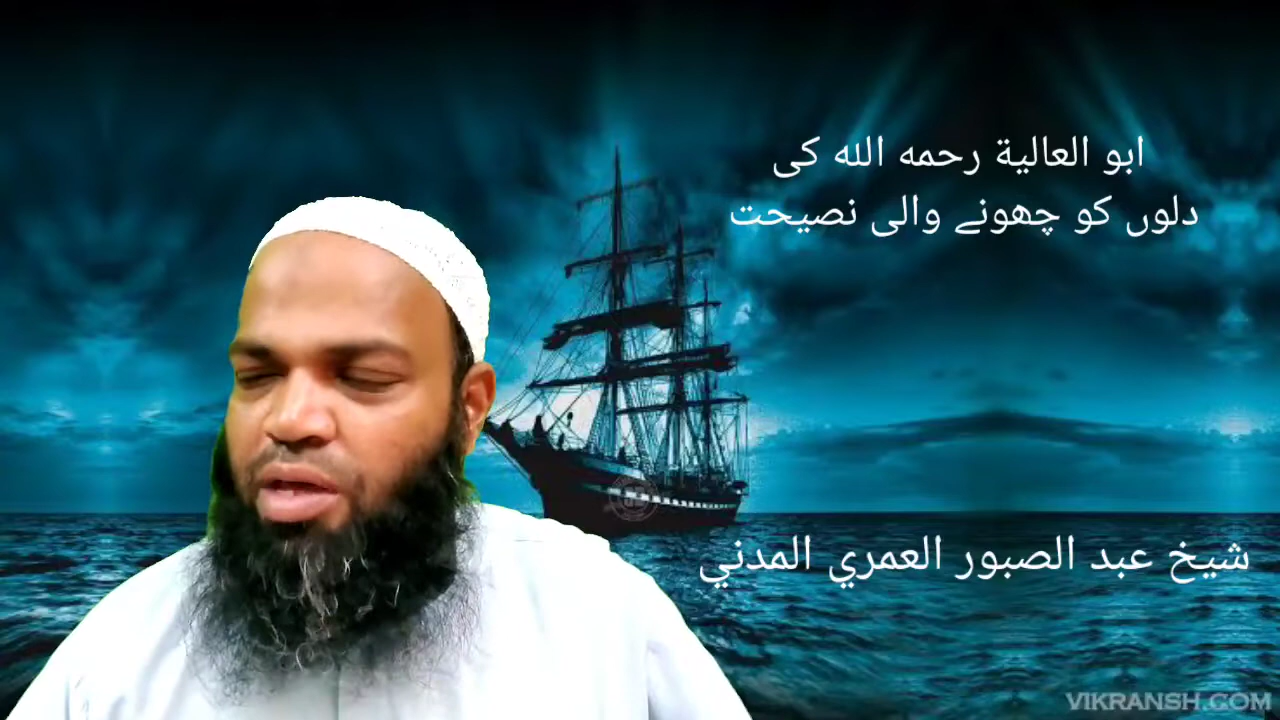 ابو العالية رحمه الله کی
دلوں کو چھونے والی نصیحت
شيخ عبد الصبور العمري المدني
VIKRANSH.COM